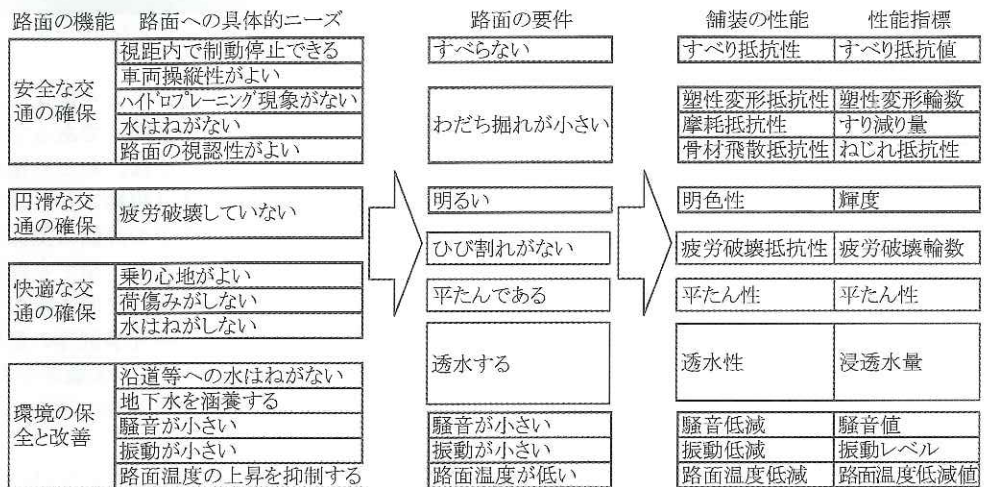 路面の機能 路面への具体的ニーズ
安全な交
通の確保
視距内で制動停止できる
車両操縦性がよい
ハイドロプレーニング現象がない
水はねがない
路面の視認性がよい
円滑な交
通の確保
疲労破壊していない
快適な交
通の確保
乗り心地がよい
荷傷みがしない
水はねがしない
環境の保
全と改善
沿道等への水はねがない
地下水を涵養する
騒音が小さい
振動が小さい
路面温度の上昇を抑制する
路面の要件
すべらない
わだち掘れが小さい
明るい
ひび割れがない
平たんである
透水する
騒音が小さい
振動が小さい
路面温度が低い
舗装の性能 性能指標
すべり抵抗性 すべり抵抗値
塑性変形抵抗性 塑性変形輪数
摩耗抵抗性 すり減り量
骨材飛散抵抗性 ねじれ抵抗性
明色性 輝度
疲労破壊抵抗性 疲労破壊輪数
平たん性 平たん性
透水性 浸透水量
騒音低減 騒音値
振動低減 振動レベル
路面温度低減 路面温度低減値